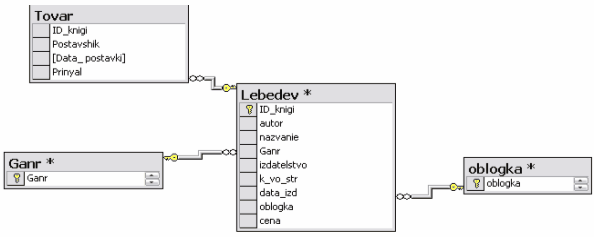 Tovar
ID_knigi
Postavshik
[Data_ postavki]
Prinyal
Lebedev *
ID_knigi
autor
nazvanie
Ganr
izdatelstvo
k_vo_str
data_izd
oblogka
cena
Ganr *
Ganr
oblogka *
oblogka